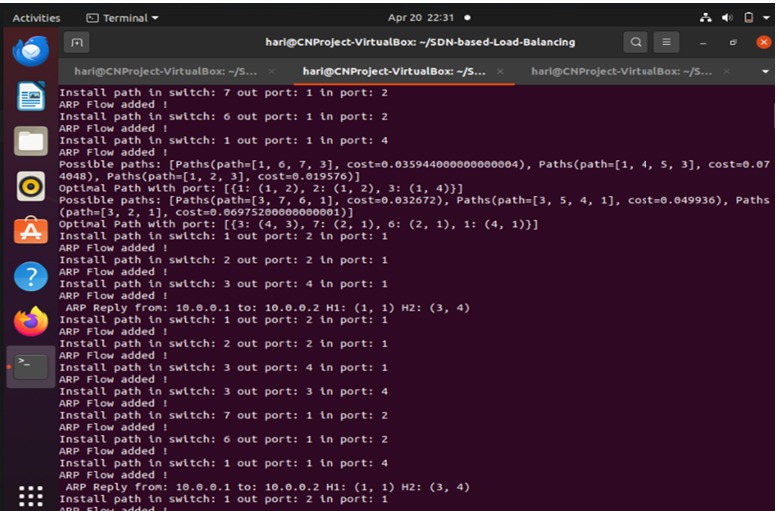 Activities
Terminal
Apr 20 22:31
hari@CNProject-VirtualBox: ~/SDN-based-Load-Balancing
hari@CNProject-VirtualBox: ~/S...
hari@CNProject-VirtualBox: ~/S...
hari@CNProject-VirtualBox: ~/S...
Install path in switch: 7 out port: 1 in port: 2
ARP Flow added !
Install path in switch: 6 out port: 1 in port: 2
ARP Flow added !
Install path in switch: 1 out port: 1 in port: 4
ARP Flow added !
Possible paths: [Paths(path=[1, 6, 7, 3], cost=0.035944000000000004), Paths(path=[1, 4, 5, 3], cost=0.07
4048), Paths(path=[1, 2, 3], cost=0.019576)]
Optimal Path with port: [{1: (1, 2), 2: (1, 2), 3: (1, 4)}]
Possible paths: [Paths(path=[3, 7, 6, 1], cost=0.032672), Paths(path=[3, 5, 4, 1], cost=0.049936), Paths
(path=[3, 2, 1], cost=0.06975200000000001)]
Optimal Path with port: [{3: (4, 3), 7: (2, 1), 6: (2, 1), 1: (4, 1)}]
Install path in switch: 1 out port: 2 in port: 1
ARP Flow added !
Install path in switch: 2 out port: 2 in port: 1
ARP Flow added !
Install path in switch: 3 out port: 4 in port: 1
ARP Flow added !
ARP Reply from: 10.0.0.1 to: 10.0.0.2 H1: (1, 1) H2: (3, 4)
Install path in switch: 1 out port: 2 in port: 1
ARP Flow added !
Install path in switch: 2 out port: 2 in port: 1
ARP Flow added !
Install path in switch: 3 out port: 4 in port: 1
ARP Flow added !
Install path in switch: 3 out port: 3 in port: 4
ARP Flow added !
Install path in switch: 7 out port: 1 in port: 2
ARP Flow added !
Install path in switch: 6 out port: 1 in port: 2
ARP Flow added !
Install path in switch: 1 out port: 1 in port: 4
ARP Flow added !
ARP Reply from: 10.0.0.1 to: 10.0.0.2 H1: (1, 1) H2: (3, 4)
Install path in switch: 1 out port: 2 in port: 1
ARP Flow added !